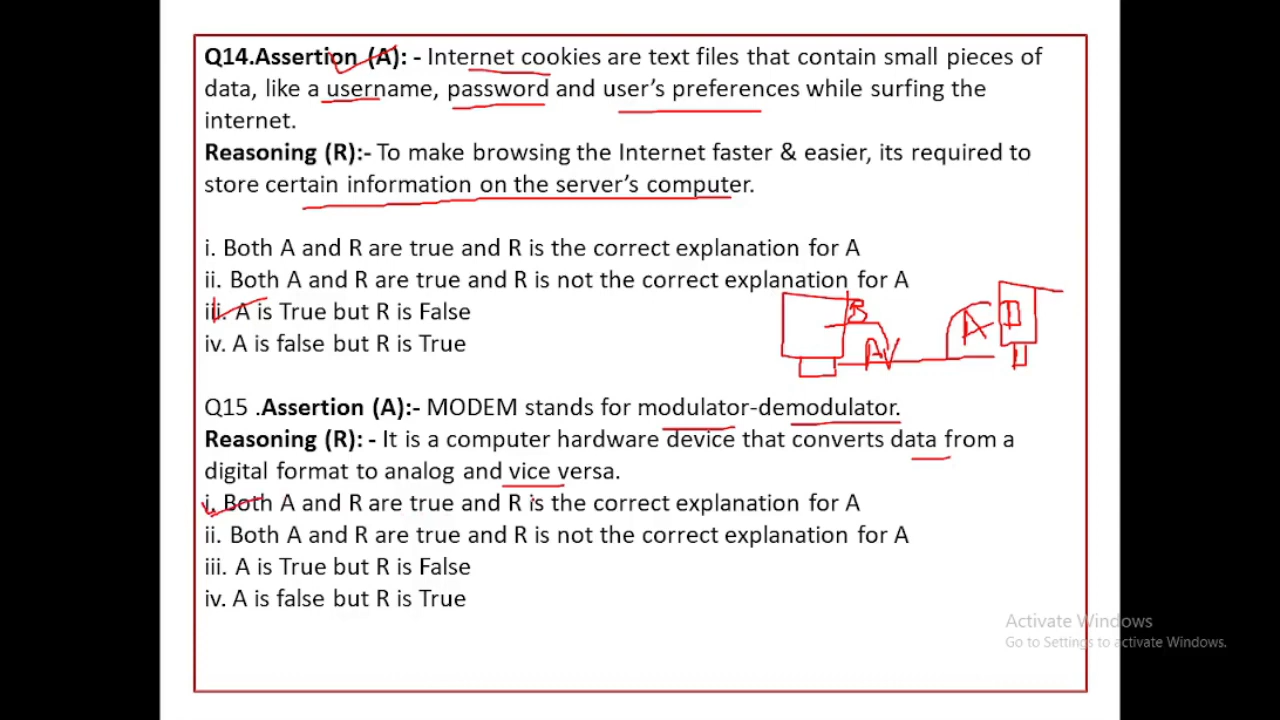 Q14.Assertion (A): - Internet cookies are text files that contain small pieces of
data, like a username, password and user’s preferences while surfing the
internet.
Reasoning (R):- To make browsing the Internet faster & easier, its required to
store certain information on the server’s computer.
i. Both A and R are true and R is the correct explanation for A
ii. Both A and R are true and R is not the correct explanation for A
iii. A is True but R is False
iv. A is false but R is True
B
A
A
D
Q15 .Assertion (A):- MODEM stands for modulator-demodulator.
Reasoning (R): - It is a computer hardware device that converts data from a
digital format to analog and vice versa.
i. Both A and R are true and R is the correct explanation for A
ii. Both A and R are true and R is not the correct explanation for A
iii. A is True but R is False
iv. A is false but R is True
Activate Windows
Go to Settings to activate Windows.